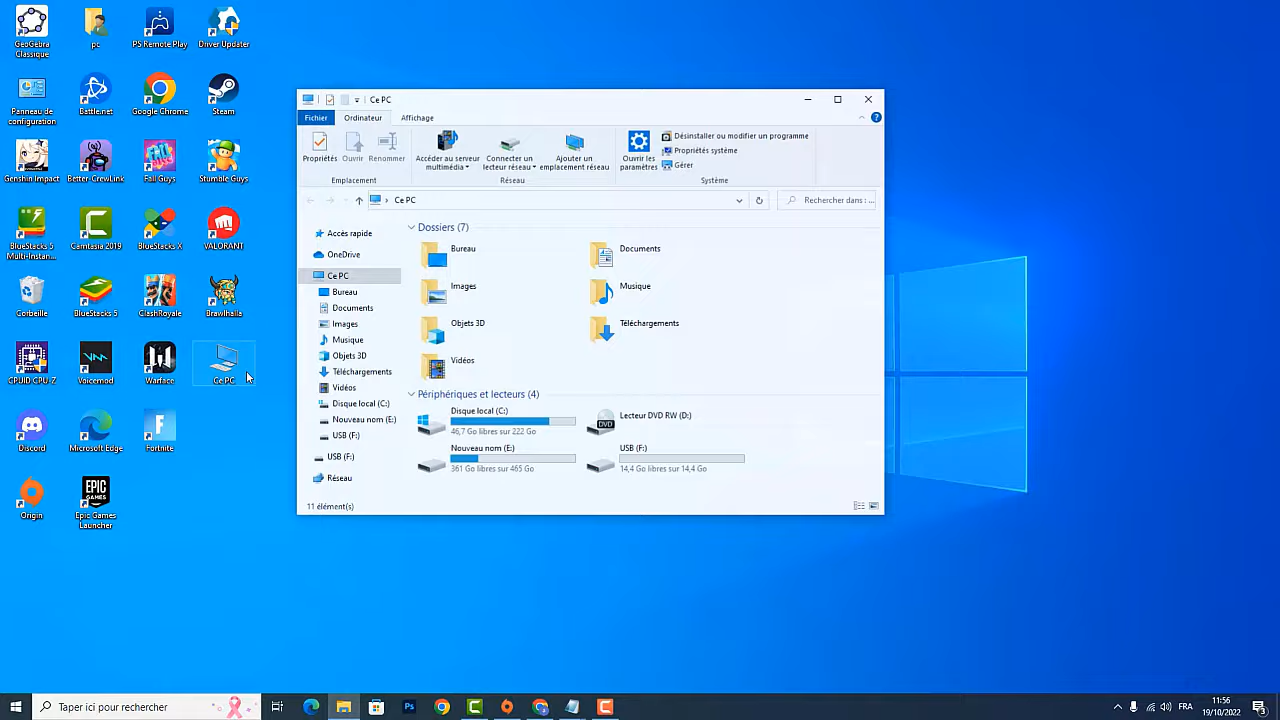 GeoGebra
Classique
pc
PS Remote Play
Driver Updater
Panneau de
configuration
Battle.net
Google Chrome
Steam
Genshin Impact
Better-CrewLink
Fall Guys
Stumble Guys
BlueStacks 5
Multi-Instan...
Camtasia 2019
BlueStacks X
VALORANT
Corbeille
BlueStacks 5
ClashRoyale
Brawlhalla
CPUID CPU-Z
Voicemod
Warface
Ce PC
Discord
Microsoft Edge
Fortnite
Origin
Epic Games
Launcher
Ce PC
Fichier
Ordinateur
Affichage
Propriétés
Ouvrir
Renommer
Accéder au serveur
multimédia
Connecter un
lecteur réseau
Ajouter un
emplacement réseau
Ouvrir les
paramètres
Désinstaller ou modifier un programme
Propriétés système
Gérer
Emplacement
Réseau
Système
Ce PC
Rechercher dans : ...
Accès rapide
OneDrive
Ce PC
Bureau
Documents
Images
Musique
Objets 3D
Téléchargements
Vidéos
Disque local (C:)
Nouveau nom (E:)
USB (F:)
USB (F:)
Réseau
Dossiers (7)
Bureau
Documents
Images
Musique
Objets 3D
Téléchargements
Vidéos
Périphériques et lecteurs (4)
Disque local (C:)
46,7 Go libres sur 222 Go
Lecteur DVD RW (D:)
DVD
Nouveau nom (E:)
361 Go libres sur 465 Go
USB (F:)
14,4 Go libres sur 14,4 Go
11 élément(s)
Taper ici pour rechercher
Ps
FRA
11:56
19/10/2022